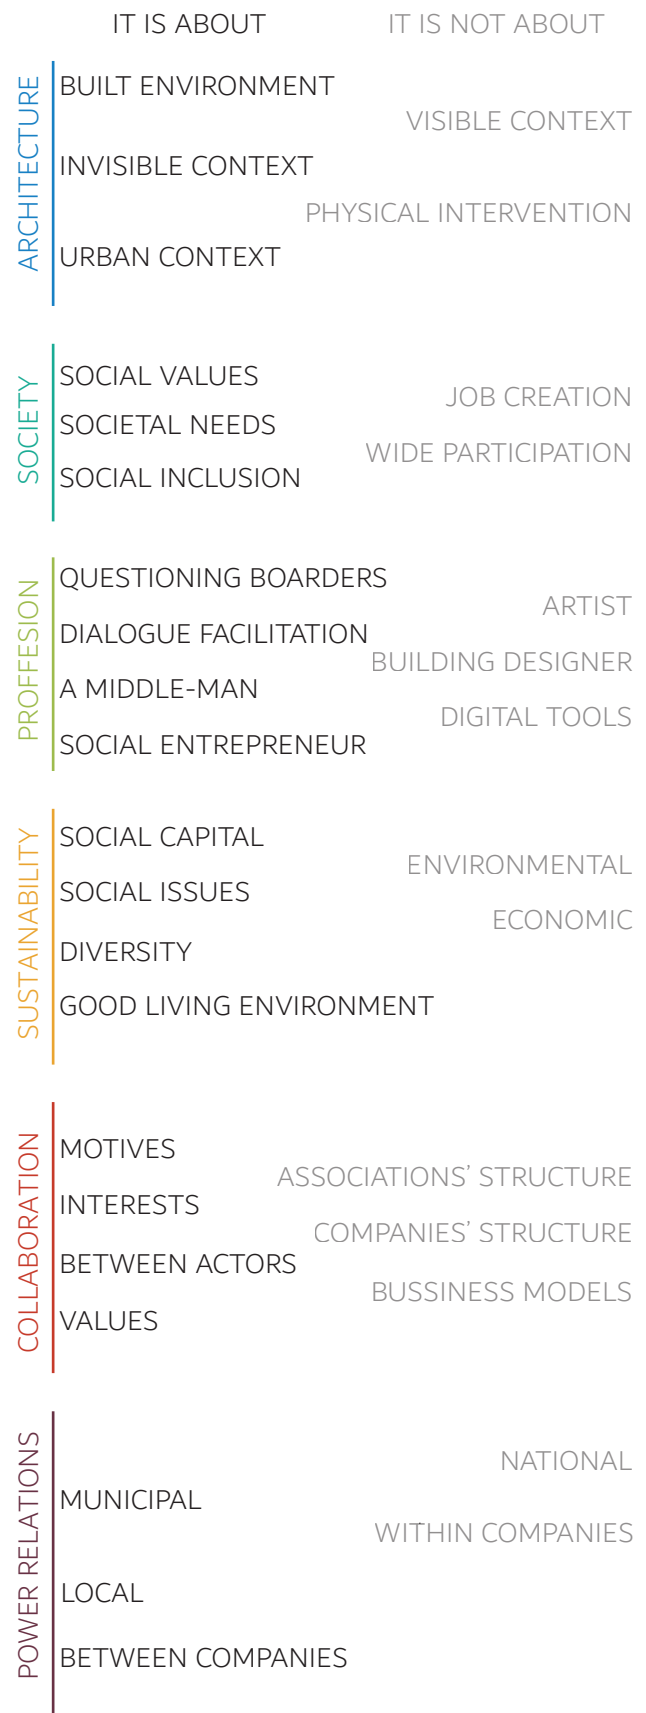 IT IS ABOUT
IT IS NOT ABOUT
ARCHITECTURE
BUILT ENVIRONMENT
VISIBLE CONTEXT
INVISIBLE CONTEXT
PHYSICAL INTERVENTION
URBAN CONTEXT
SOCIETY
SOCIAL VALUES
JOB CREATION
SOCIETAL NEEDS
WIDE PARTICIPATION
SOCIAL INCLUSION
PROFFESION
QUESTIONING BOARDERS
ARTIST
DIALOGUE FACILITATION
BUILDING DESIGNER
A MIDDLE-MAN
DIGITAL TOOLS
SOCIAL ENTREPRENEUR
SUSTAINABILITY
SOCIAL CAPITAL
ENVIRONMENTAL
SOCIAL ISSUES
ECONOMIC
DIVERSITY
GOOD LIVING ENVIRONMENT
COLLABORATION
MOTIVES
ASSOCIATIONS’ STRUCTURE
INTERESTS
COMPANIES’ STRUCTURE
BETWEEN ACTORS
BUSSINESS MODELS
VALUES
POWER RELATIONS
NATIONAL
MUNICIPAL
WITHIN COMPANIES
LOCAL
BETWEEN COMPANIES